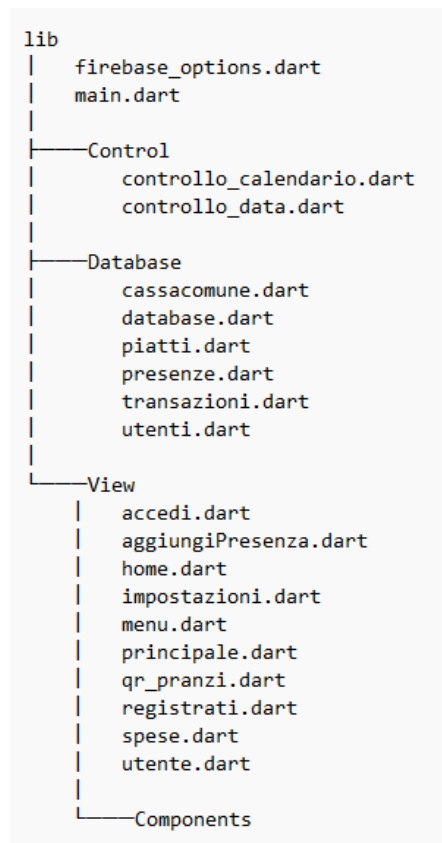 lib
firebase_options.dart
main.dart
Control
controllo_calendario.dart
controllo_data.dart
Database
cassacomune.dart
database.dart
piatti.dart
presenze.dart
transazioni.dart
utenti.dart
View
accedi.dart
aggiungiPresenza.dart
home.dart
impostazioni.dart
menu.dart
principale.dart
qr_pranzi.dart
registrati.dart
spese.dart
utente.dart
Components